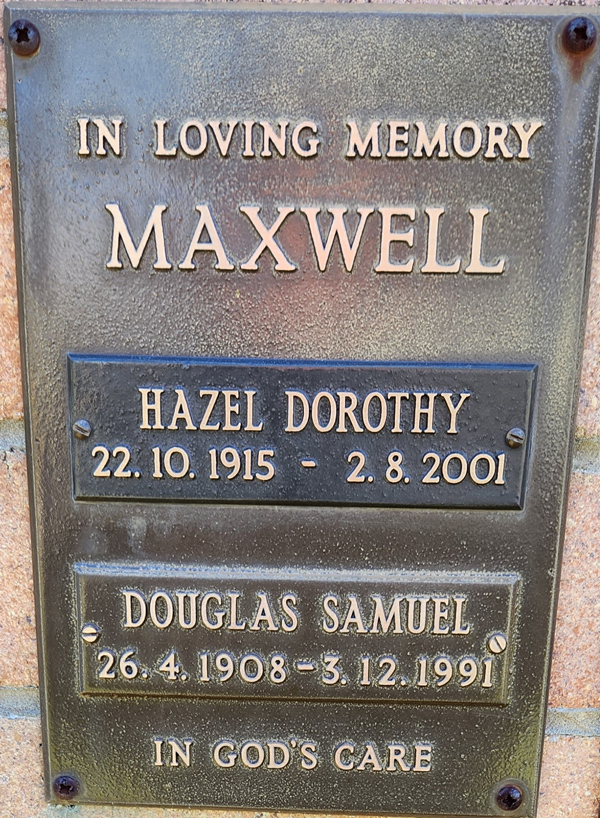 IN LOVING MEMORY
MAXWELL
HAZEL DOROTHY
22.10.1915 - 2.8.2001
DOUGLAS SAMUEL
26.4.1908-3.12.1991
IN GOD'S CARE